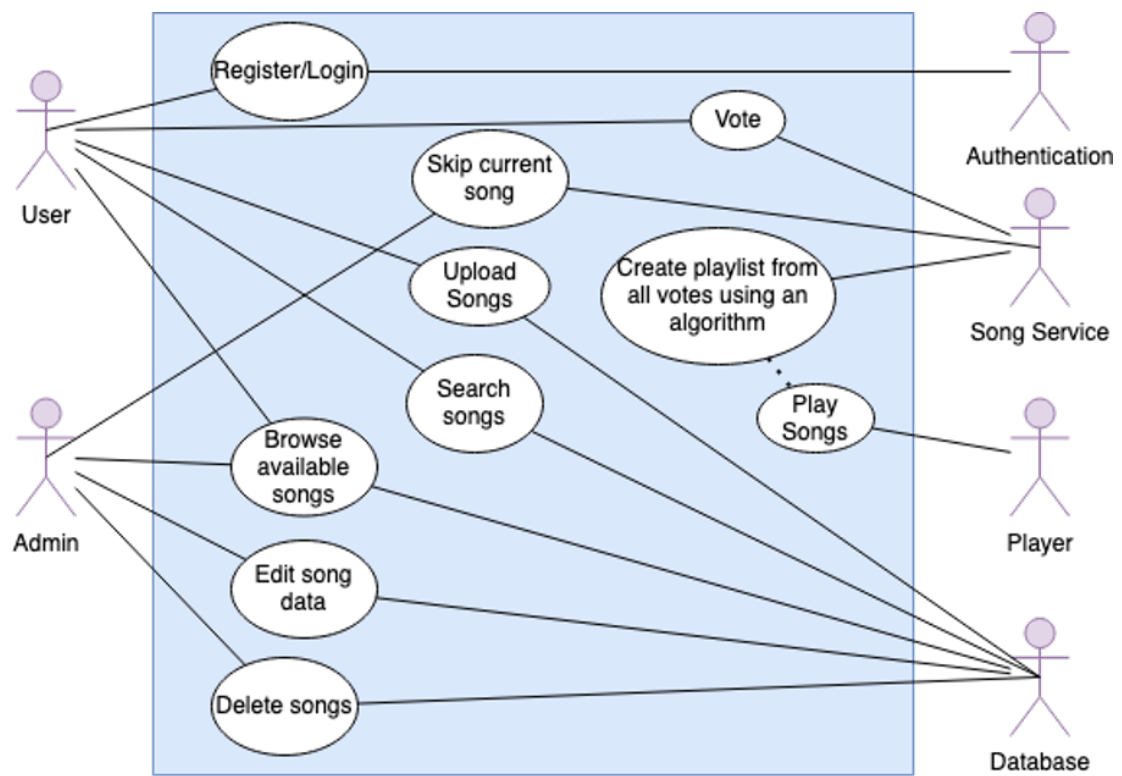 Register/Login
Vote
Authentication
Skip current
song
User
Upload
Songs
Create playlist from
all votes using an
algorithm
Song Service
Search
songs
Play
Songs
Browse
available
songs
Admin
Player
Edit song
data
Delete songs
Database